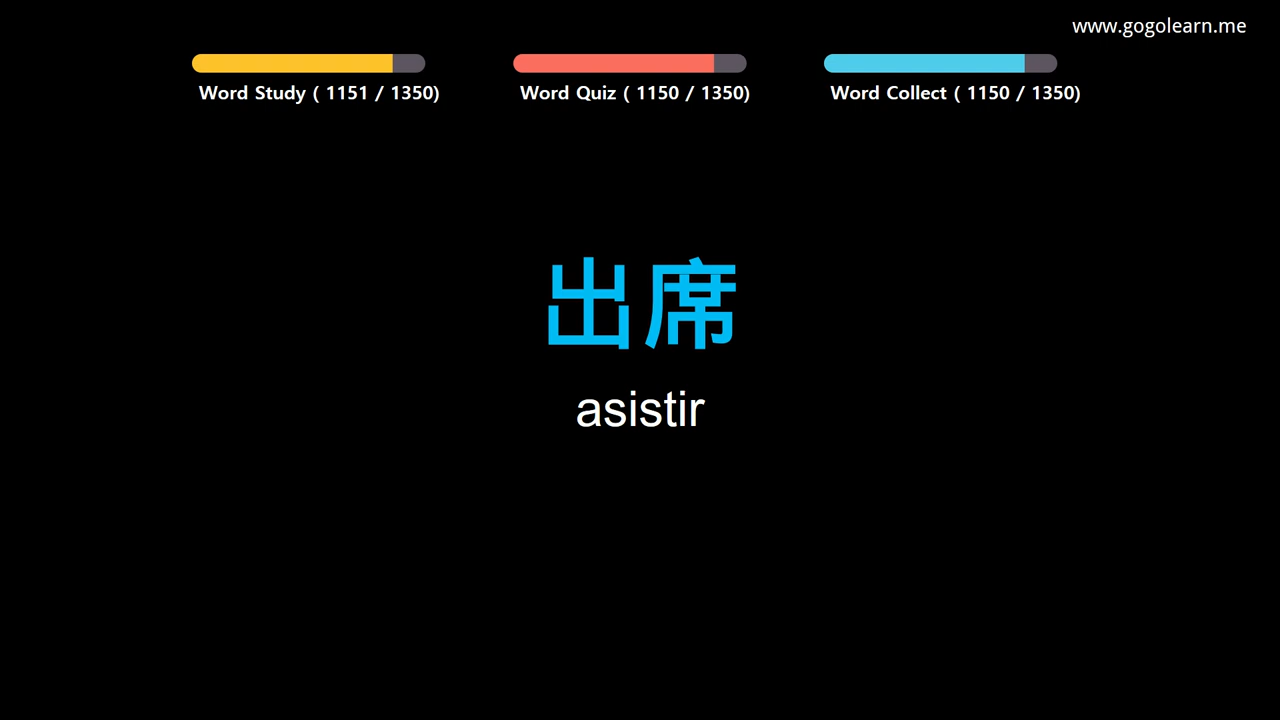 www.gogolearn.me
Word Study ( 1151 / 1350)
Word Quiz ( 1150 / 1350)
Word Collect ( 1150 / 1350)
出席
asistir